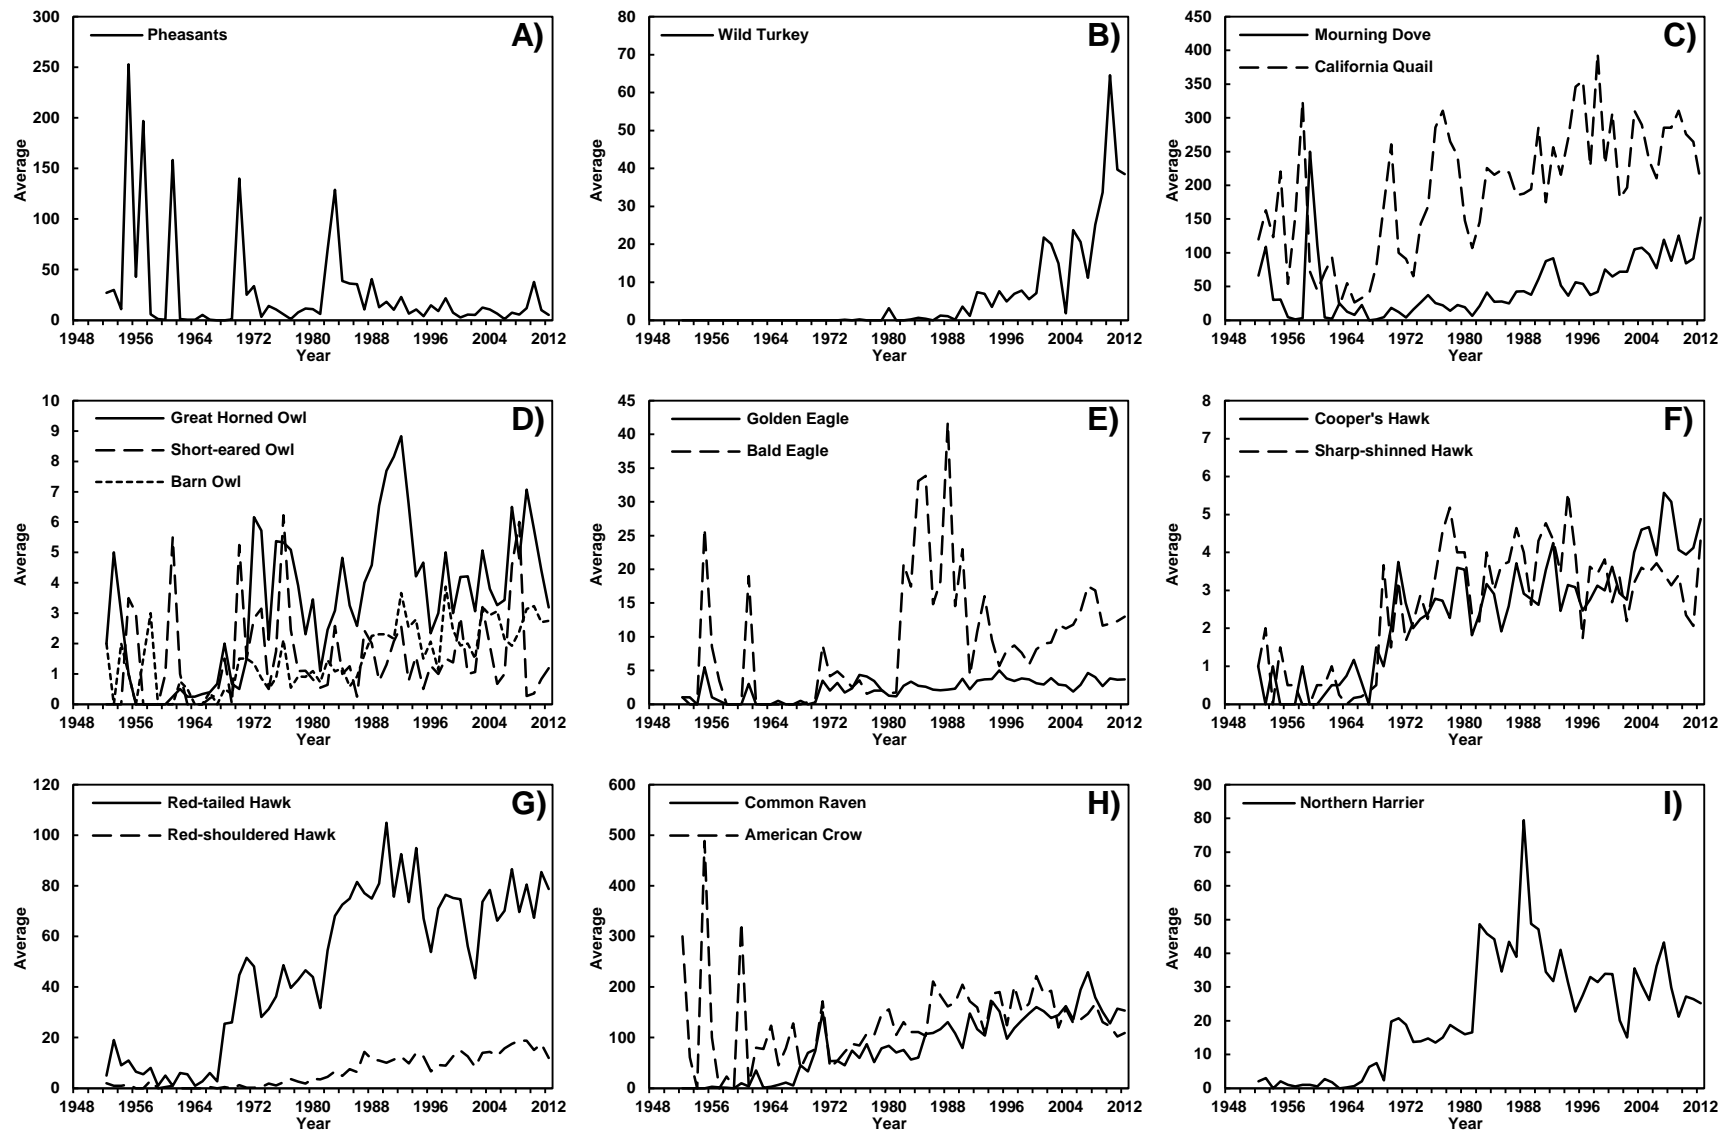 Pheasants
A)
300
250
200
150
100
50
0
Average
1948 1956 1964 1972 1980 1988 1996 2004 2012
Year
Wild Turkey
B)
80
70
60
50
40
30
20
10
0
Average
1948 1956 1964 1972 1980 1988 1996 2004 2012
Year
Mourning Dove
California Quail
C)
450
400
350
300
250
200
150
100
50
0
Average
1948 1956 1964 1972 1980 1988 1996 2004 2012
Year
Great Horned Owl
Short-eared Owl
Barn Owl
D)
10
9
8
7
6
5
4
3
2
1
0
Average
1948 1956 1964 1972 1980 1988 1996 2004 2012
Year
Golden Eagle
Bald Eagle
E)
45
40
35
30
25
20
15
10
5
0
Average
1948 1956 1964 1972 1980 1988 1996 2004 2012
Year
Cooper's Hawk
Sharp-shinned Hawk
F)
8
7
6
5
4
3
2
1
0
Average
1948 1956 1964 1972 1980 1988 1996 2004 2012
Year
Red-tailed Hawk
Red-shouldered Hawk
G)
120
100
80
60
40
20
0
Average
1948 1956 1964 1972 1980 1988 1996 2004 2012
Year
Common Raven
American Crow
H)
600
500
400
300
200
100
0
Average
1948 1956 1964 1972 1980 1988 1996 2004 2012
Year
Northern Harrier
I)
90
80
70
60
50
40
30
20
10
0
Average
1948 1956 1964 1972 1980 1988 1996 2004 2012
Year